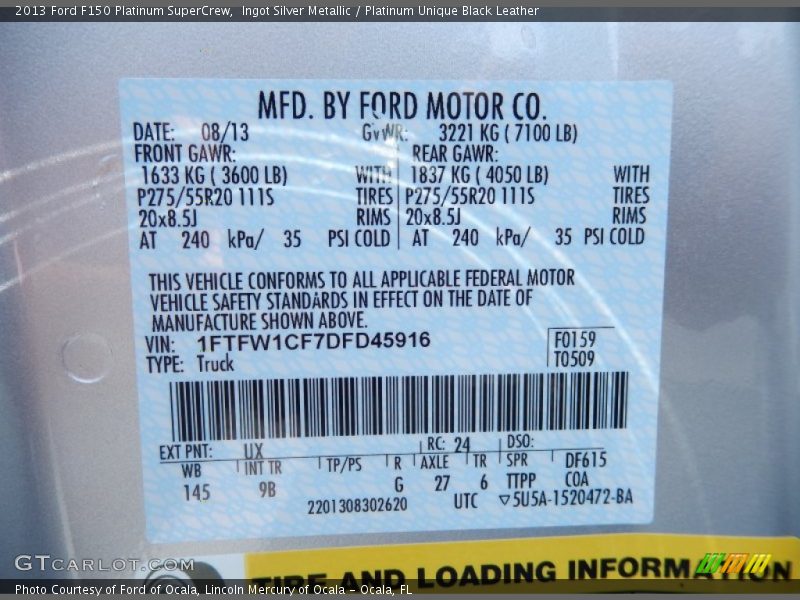 2013 Ford F150 Platinum SuperCrew,  Ingot Silver Metallic / Platinum Unique Black Leather
MFD. BY FORD MOTOR CO.
DATE: 08/13 GVWR: 3221 KG ( 7100 LB)
FRONT GAWR: REAR GAWR:
1633 KG ( 3600 LB) WITH 1837 KG ( 4050 LB) WITH
P275/55R20 111S TIRES P275/55R20 111S TIRES
20x8.5J RIMS 20x8.5J RIMS
AT 240 kPa/ 35 PSI COLD AT 240 kPa/ 35 PSI COLD
THIS VEHICLE CONFORMS TO ALL APPLICABLE FEDERAL MOTOR
VEHICLE SAFETY STANDARDS IN EFFECT ON THE DATE OF
MANUFACTURE SHOWN ABOVE.
VIN: 1FTFW1CF7DFD45916 F0159
TYPE: Truck T0509
EXT PNT: UX RC: 24 DSO:
WB INT TR TP/PS R AXLE TR SPR DF615
145 9B G 27 6 TTPP COA
2201308302620 UTC ▽5U5A-1520472-BA
TIRE AND LOADING INFORMATION
GTCARLOT.COM
Photo Courtesy of Ford of Ocala, Lincoln Mercury of Ocala – Ocala, FL